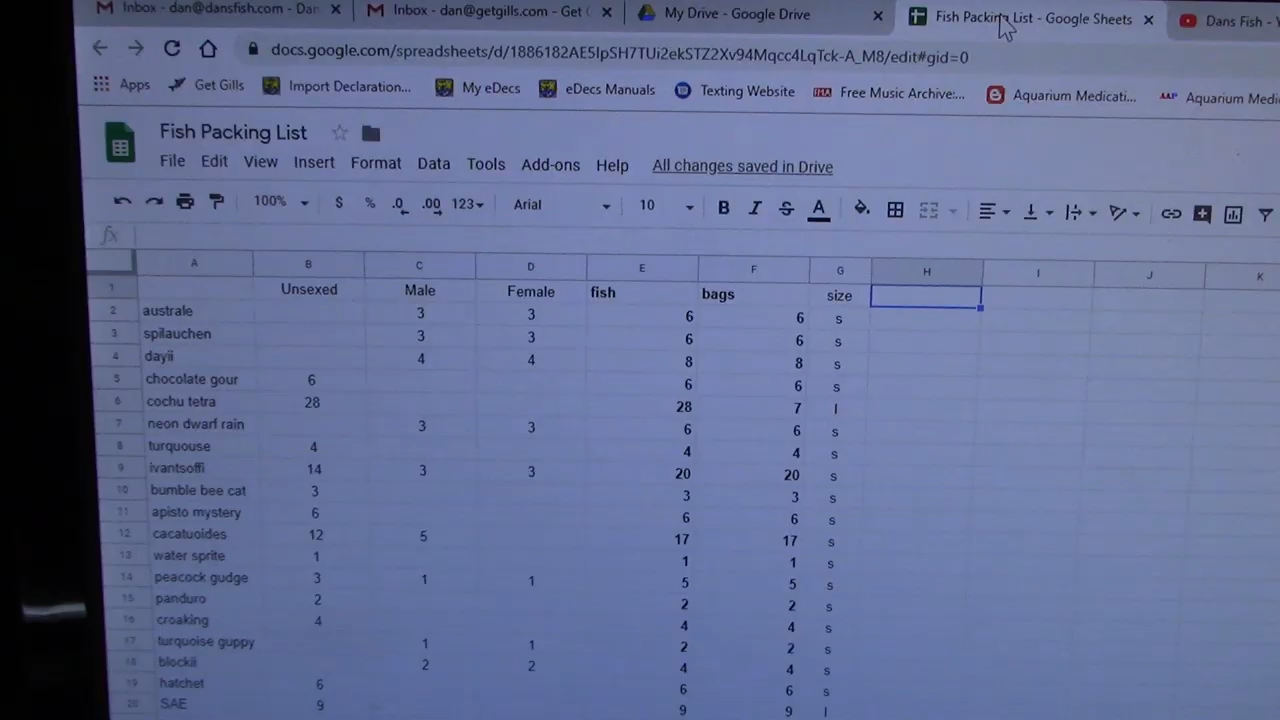 Inbox - dan@dansfish.com - Dan
Inbox - dan@getgills.com - Get
My Drive - Google Drive
Fish Packing List - Google Sheets
Dans Fish - Y
docs.google.com/spreadsheets/d/1886182AE5IpSH7TUi2ekSTZ2Xv94Mqcc4LqTck-A_M8/edit#gid=0
Apps Get Gills Import Declaration... My eDecs eDecs Manuals Texting Website Free Music Archive:... Aquarium Medicati... Aquarium Medi
Fish Packing List
File Edit View Insert Format Data Tools Add-ons Help All changes saved in Drive
100% $ % .0 .00 123 Arial 10 B I S A
fx
A B C D E F G H I J K
1 Unsexed Male Female fish bags size
2 australe 3 3 6 6 s
3 spilauchen 3 3 6 6 s
4 dayii 4 4 8 8 s
5 chocolate gour 6 6 6 s
6 cochu tetra 28 28 7 l
7 neon dwarf rain 3 3 6 6 s
8 turquouse 4 4 4 s
9 ivantsoffi 14 3 3 20 20 s
10 bumble bee cat 3 3 3 s
11 apisto mystery 6 6 6 s
12 cacatuoides 12 5 17 17 s
13 water sprite 1 1 1 s
14 peacock gudge 3 1 1 5 5 s
15 panduro 2 2 2 s
16 croaking 4 4 4 s
17 turquoise guppy 1 1 2 2 s
18 blockii 2 2 4 4 s
19 hatchet 6 6 6 s
20 SAE 9 9 9 l